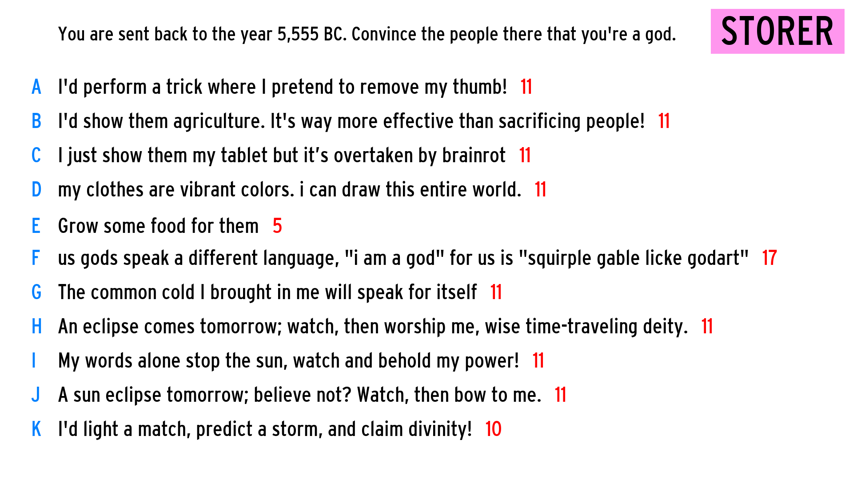 You are sent back to the year 5,555 BC. Convince the people there that you're a god.
STORER
A I'd perform a trick where I pretend to remove my thumb! 11
B I'd show them agriculture. It's way more effective than sacrificing people! 11
C I just show them my tablet but it’s overtaken by brainrot 11
D my clothes are vibrant colors. i can draw this entire world. 11
E Grow some food for them 5
F us gods speak a different language, "i am a god" for us is "squirple gable licke godart" 17
G The common cold I brought in me will speak for itself 11
H An eclipse comes tomorrow; watch, then worship me, wise time-traveling deity. 11
I My words alone stop the sun, watch and behold my power! 11
J A sun eclipse tomorrow; believe not? Watch, then bow to me. 11
K I'd light a match, predict a storm, and claim divinity! 10